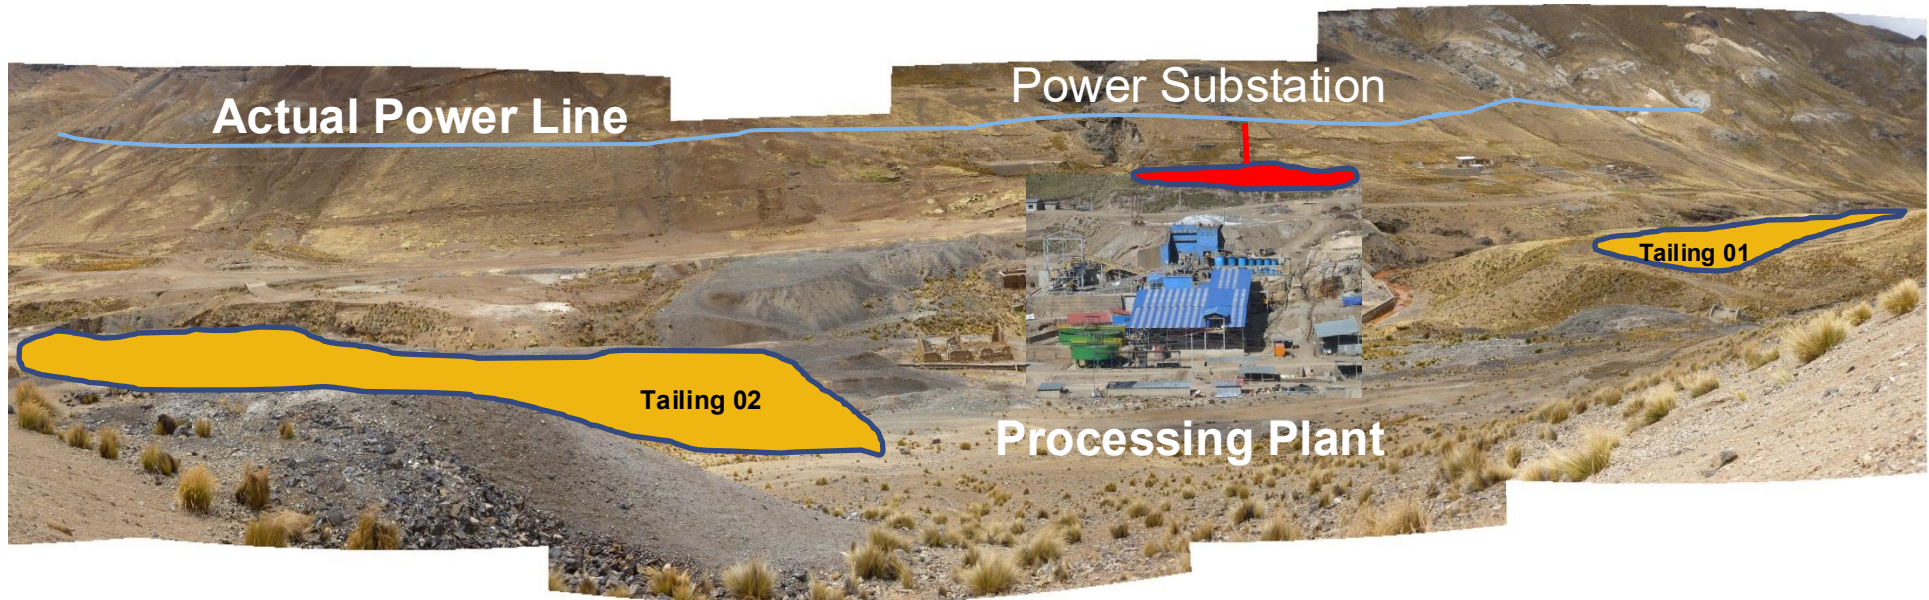 Power Substation
Actual Power Line
Tailing 01
Tailing 02
Processing Plant